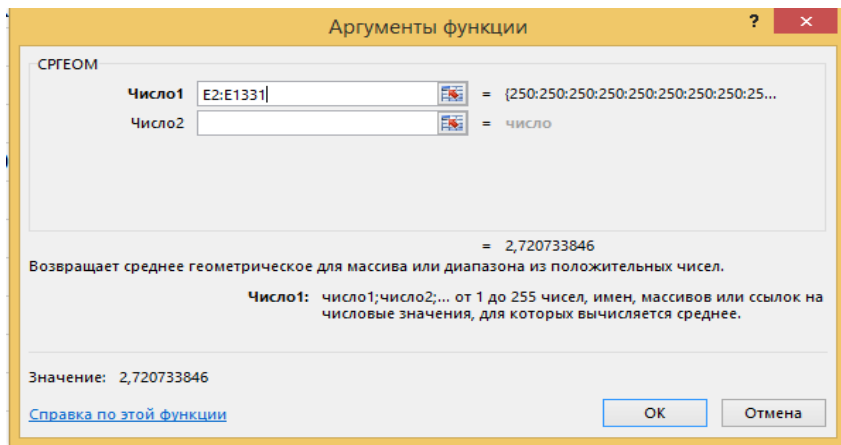 Аргументы функции
?
×
СРГЕОМ
Число1 E2:E1331 = {250:250:250:250:250:250:250:250:25...
Число2 = число
= 2,720733846
Возвращает среднее геометрическое для массива или диапазона из положительных чисел.
Число1: число1;число2;... от 1 до 255 чисел, имен, массивов или ссылок на
числовые значения, для которых вычисляется среднее.
Значение: 2,720733846
Справка по этой функции
ОК
Отмена